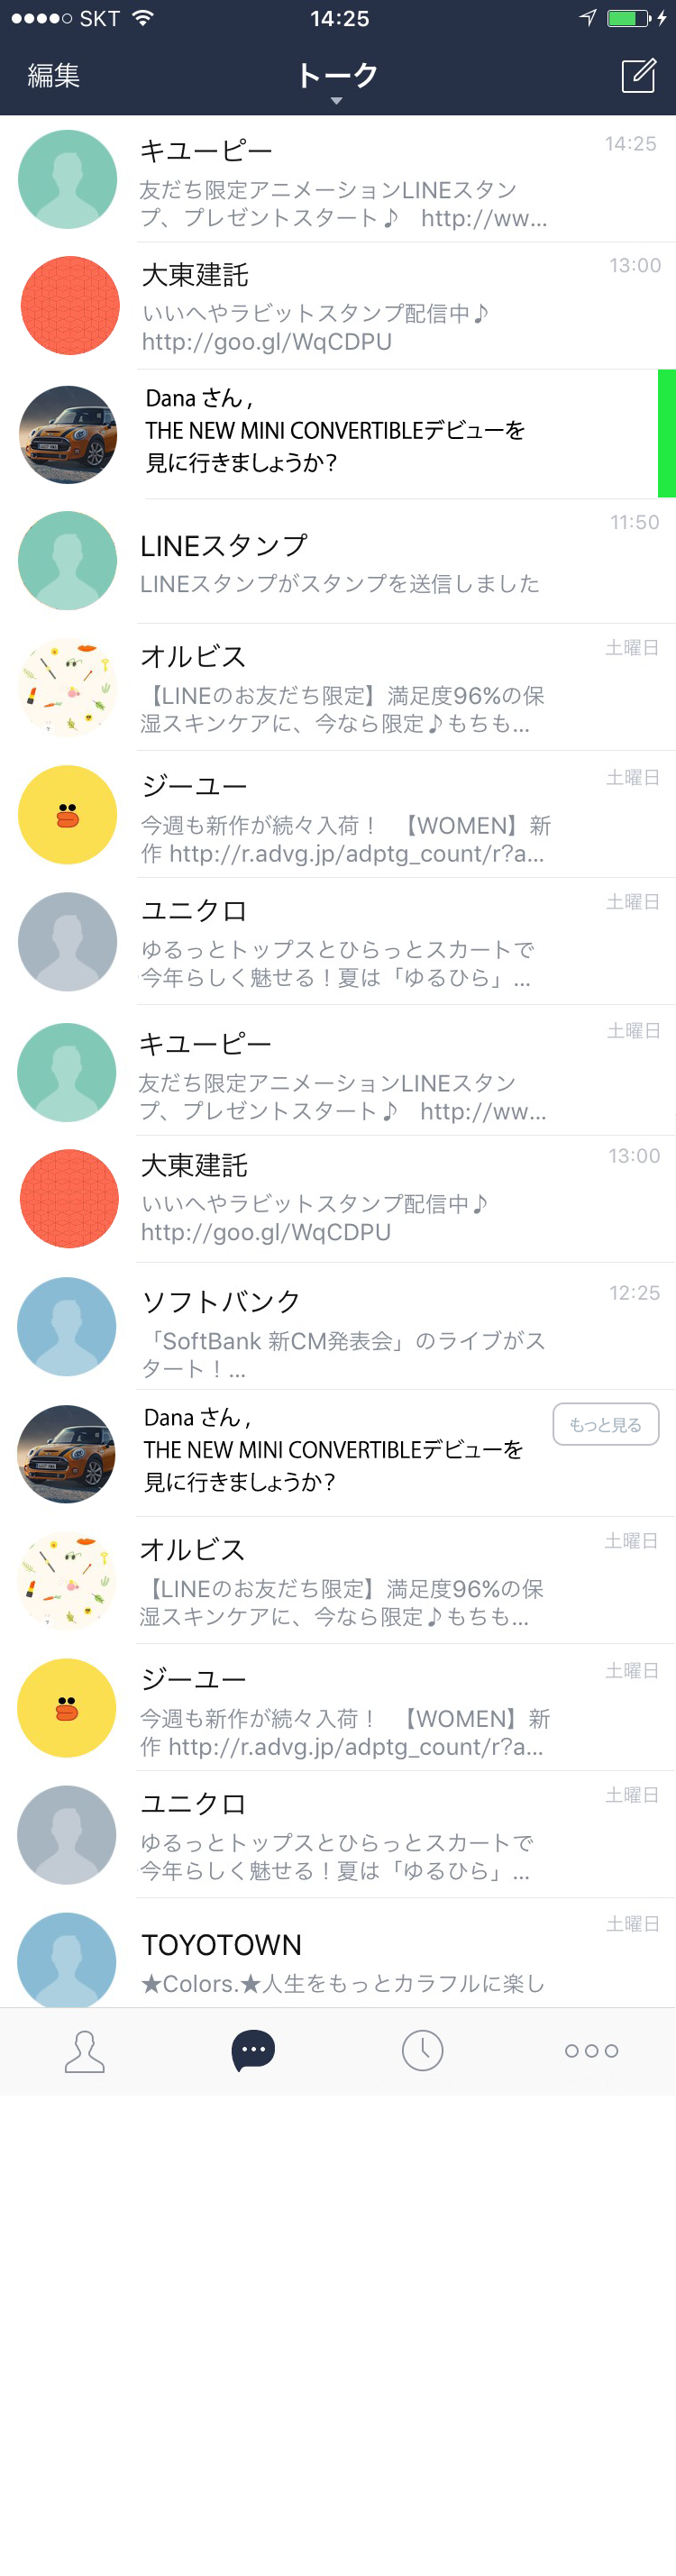 SKT 14:25
編集 トーク
キユーピー 14:25
友だち限定アニメーションLINEスタン
プ、プレゼントスタート♪ http://ww...
大東建託 13:00
いいへやラビットスタンプ配信中♪
http://goo.gl/WqCDPU
Dana さん ,
THE NEW MINI CONVERTIBLEデビューを
見に行きましょうか?
11:50
LINEスタンプ
LINEスタンプがスタンプを送信しました
オルビス 土曜日
【LINEのお友だち限定】満足度96%の保
湿スキンケアに、今なら限定♪もちも...
ジーユー 土曜日
今週も新作が続々入荷！ 【WOMEN】新
作 http://r.advg.jp/adptg_count/r?a...
ユニクロ 土曜日
ゆるっとトップスとひらっとスカートで
今年らしく魅せる！夏は「ゆるひら」...
キユーピー 土曜日
友だち限定アニメーションLINEスタン
プ、プレゼントスタート♪ http://ww...
大東建託 13:00
いいへやラビットスタンプ配信中♪
http://goo.gl/WqCDPU
ソフトバンク 12:25
「SoftBank 新CM発表会」のライブがス
タート！...
Dana さん , もっと見る
THE NEW MINI CONVERTIBLEデビューを
見に行きましょうか?
オルビス 土曜日
【LINEのお友だち限定】満足度96%の保
湿スキンケアに、今なら限定♪もちも...
ジーユー 土曜日
今週も新作が続々入荷！ 【WOMEN】新
作 http://r.advg.jp/adptg_count/r?a...
ユニクロ 土曜日
ゆるっとトップスとひらっとスカートで
今年らしく魅せる！夏は「ゆるひら」...
TOYOTOWN 土曜日
★Colors.★人生をもっとカラフルに楽し